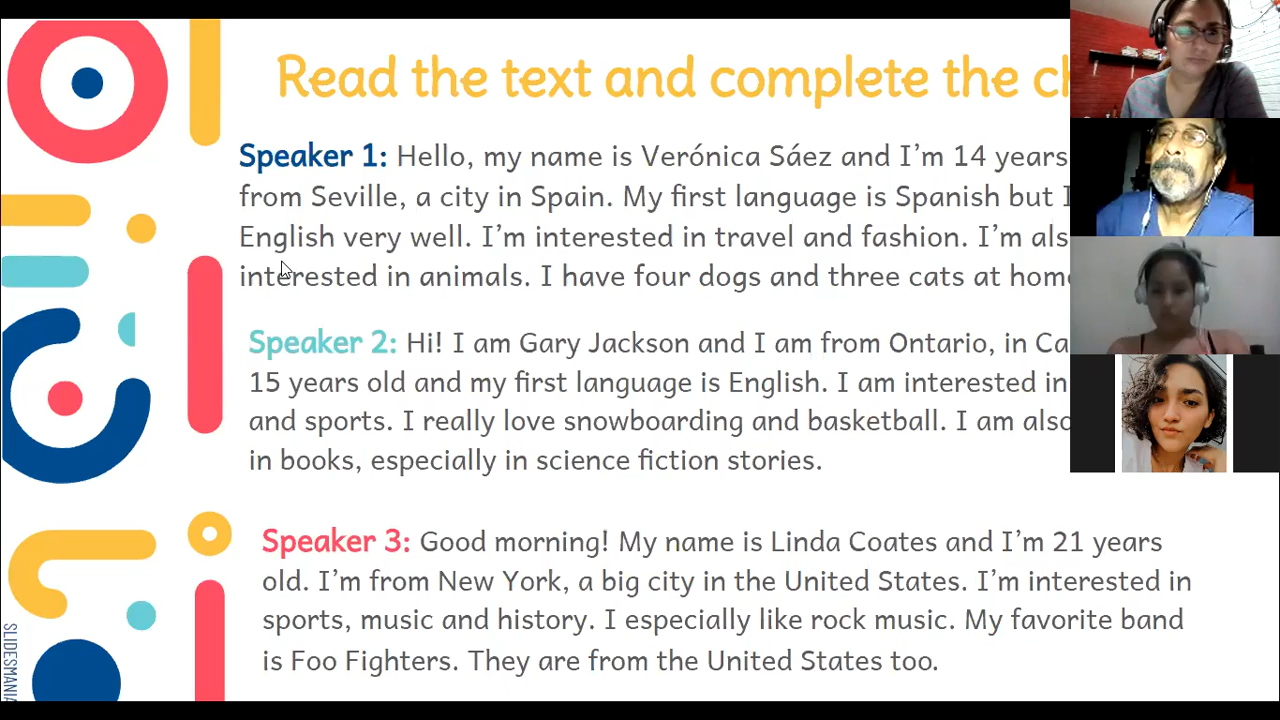 Read the text and complete the
Speaker 1: Hello, my name is Verónica Sáez and I'm 14 years
from Seville, a city in Spain. My first language is Spanish but I
English very well. I'm interested in travel and fashion. I'm
interested in animals. I have four dogs and three cats at
Speaker 2: Hi! I am Gary Jackson and I am from Ontario, in
15 years old and my first language is English. I am interested in
and sports. I really love snowboarding and basketball. I am also
in books, especially in science fiction stories.
Speaker 3: Good morning! My name is Linda Coates and I'm 21 years
old. I'm from New York, a big city in the United States. I'm interested in
sports, music and history. I especially like rock music. My favorite band
is Foo Fighters. They are from the United States too.